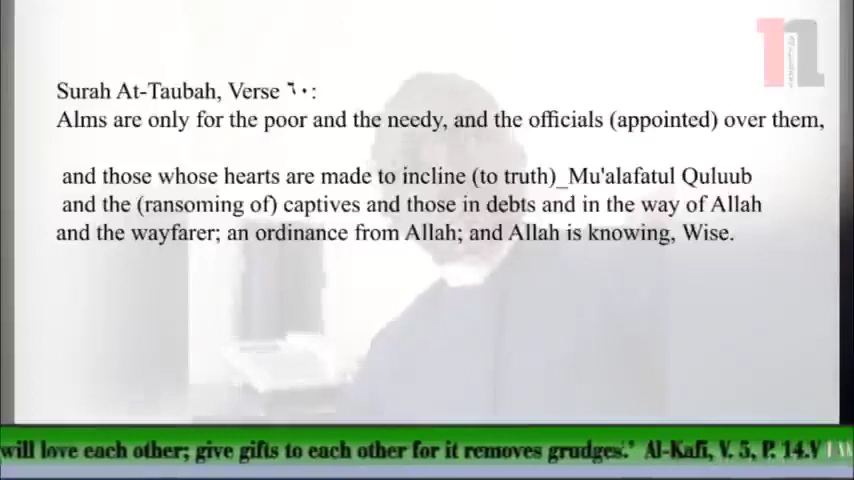 Surah At-Taubah, Verse ٦٠:
Alms are only for the poor and the needy, and the officials (appointed) over them,
and those whose hearts are made to incline (to truth)_Mu'alafatul Quluub
and the (ransoming of) captives and those in debts and in the way of Allah
and the wayfarer; an ordinance from Allah; and Allah is knowing, Wise.
will love each other; give gifts to each other for it removes grudges.' Al-Kafi, V. 5, P. 14.